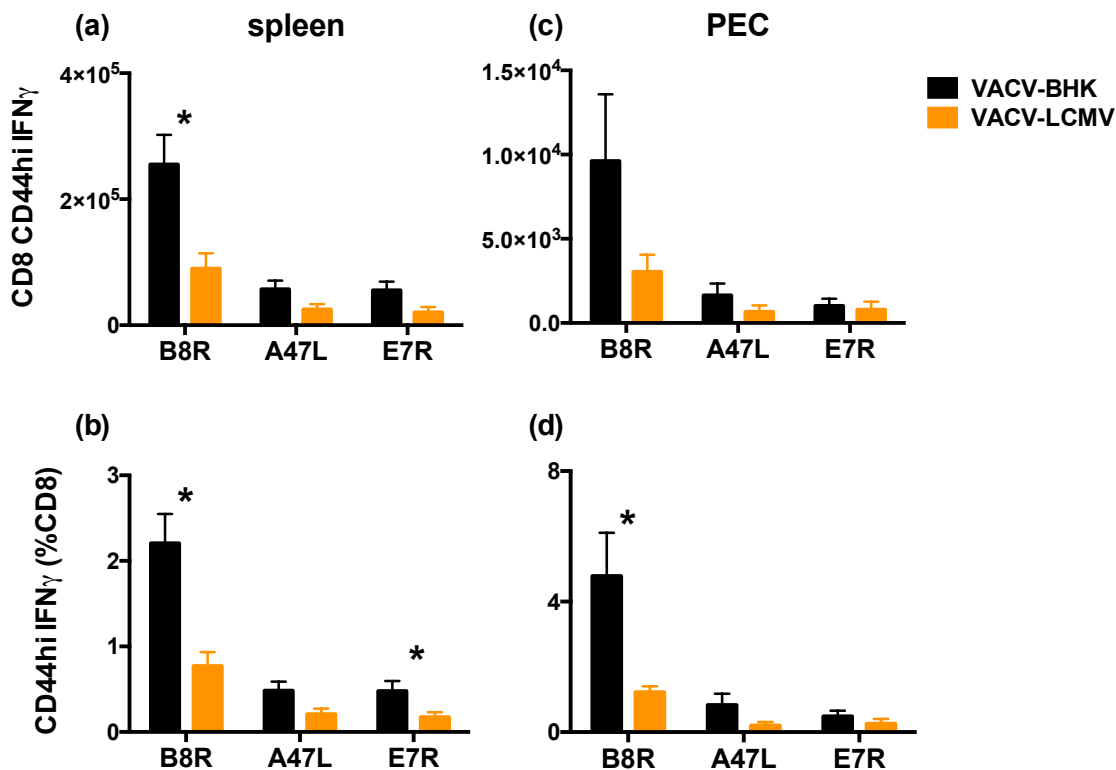 (a) spleen
CD8 CD44hi IFNγ
4×10⁵
2×10⁵
0
*
B8R A47L E7R
(c) PEC
1.5×10⁴
1.0×10⁴
5.0×10³
0.0
B8R A47L E7R
VACV-BHK
VACV-LCMV
(b)
CD44hi IFNγ (%CD8)
3
2
1
0
*
*
B8R A47L E7R
(d)
8
4
0
*
B8R A47L E7R